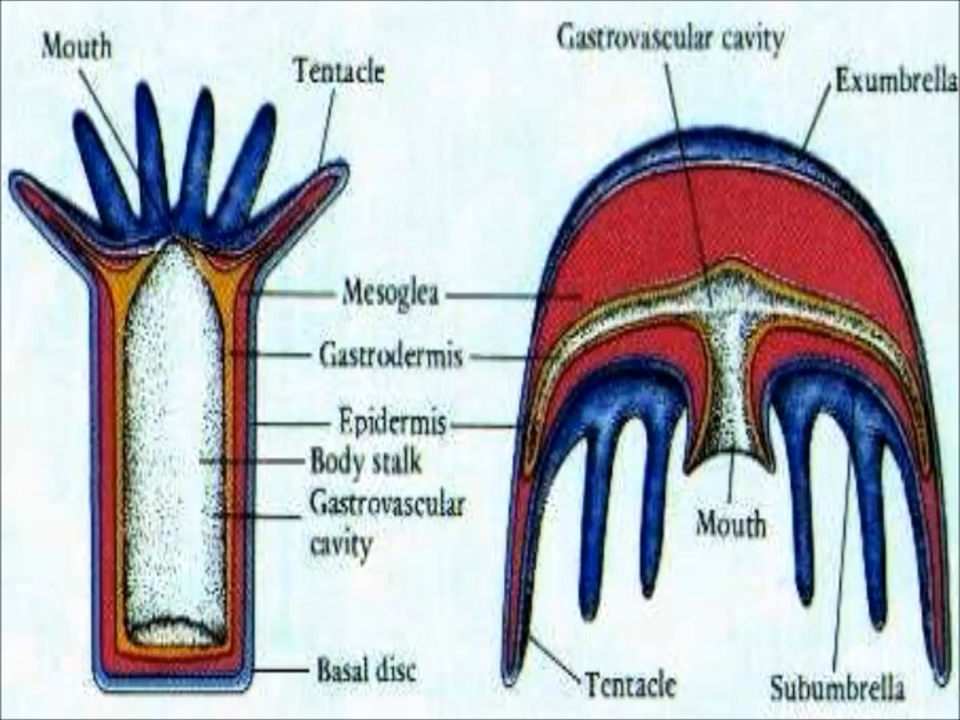 Mouth
Tentacle
Gastrovascular cavity
Exumbrella
Mesoglea
Gastrodermis
Epidermis
Body stalk
Gastrovascular
cavity
Basal disc
Mouth
Tentacle
Subumbrella